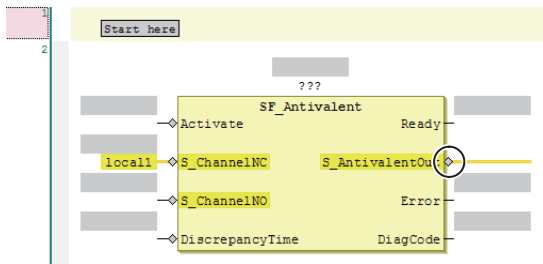 1
Start here
2
???
SF_Antivalent
Activate Ready
local1 S_ChannelNC S_AntivalentOut
S_ChannelNO Error
DiscrepancyTime DiagCode